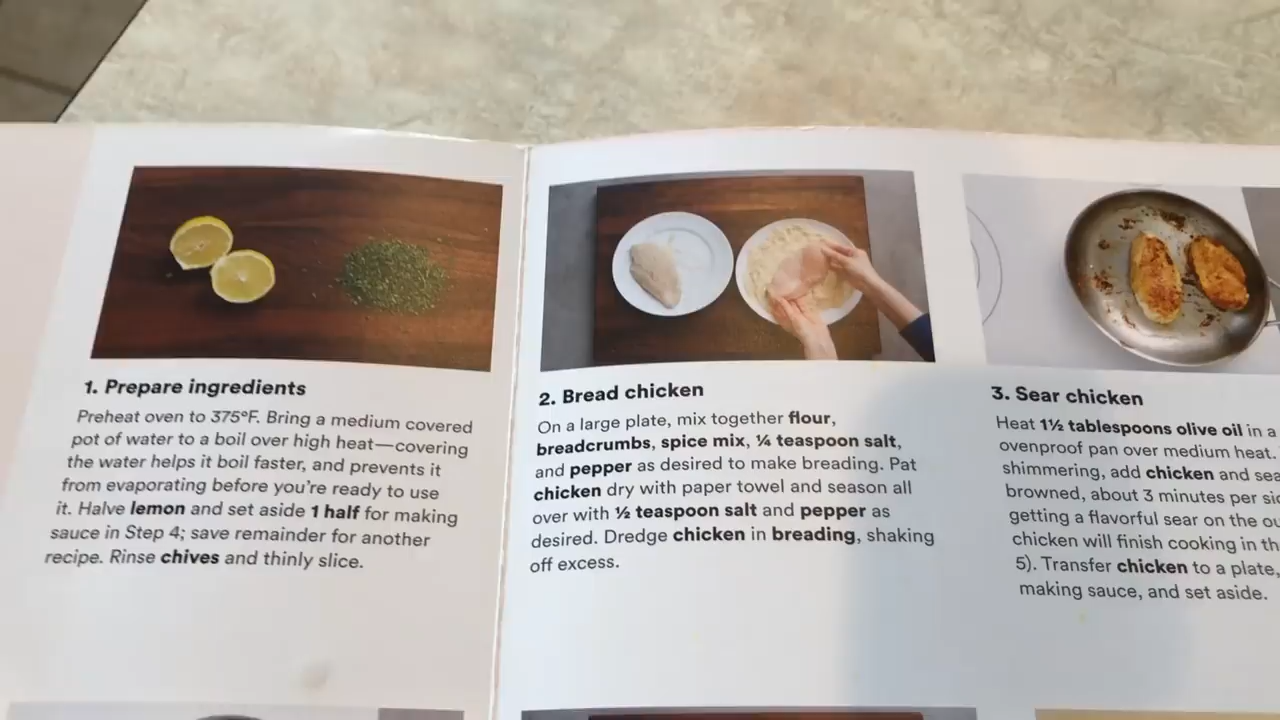 1. Prepare ingredients
Preheat oven to 375°F. Bring a medium covered
pot of water to a boil over high heat—covering
the water helps it boil faster, and prevents it
from evaporating before you're ready to use
it. Halve lemon and set aside 1 half for making
sauce in Step 4; save remainder for another
recipe. Rinse chives and thinly slice.
2. Bread chicken
On a large plate, mix together flour,
breadcrumbs, spice mix, ¼ teaspoon salt,
and pepper as desired to make breading. Pat
chicken dry with paper towel and season all
over with ½ teaspoon salt and pepper as
desired. Dredge chicken in breading, shaking
off excess.
3. Sear chicken
Heat 1½ tablespoons olive oil in a
ovenproof pan over medium heat.
shimmering, add chicken and
browned, about 3 minutes per
getting a flavorful sear on the
chicken will finish cooking in
5). Transfer chicken to a plate,
making sauce, and set aside.